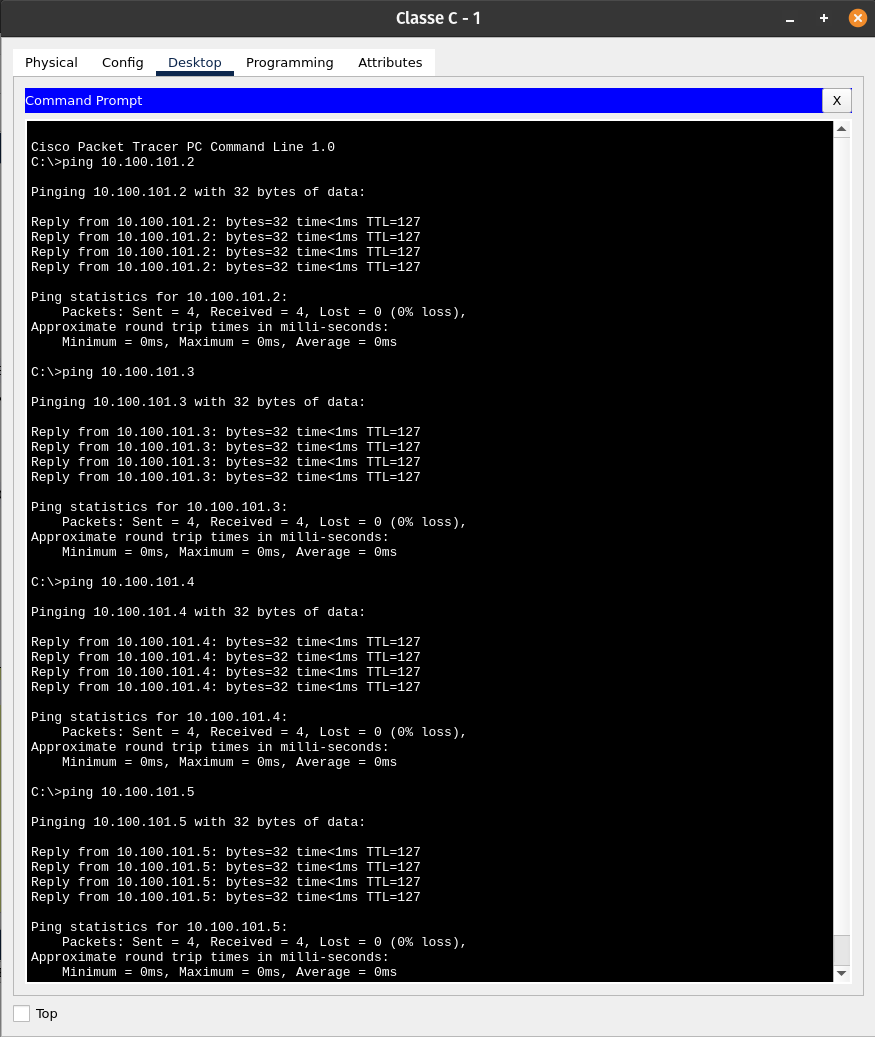 Classe C - 1
Physical Config Desktop Programming Attributes
Command Prompt X
Cisco Packet Tracer PC Command Line 1.0
C:\>ping 10.100.101.2
Pinging 10.100.101.2 with 32 bytes of data:
Reply from 10.100.101.2: bytes=32 time<1ms TTL=127
Reply from 10.100.101.2: bytes=32 time<1ms TTL=127
Reply from 10.100.101.2: bytes=32 time<1ms TTL=127
Reply from 10.100.101.2: bytes=32 time<1ms TTL=127
Ping statistics for 10.100.101.2:
    Packets: Sent = 4, Received = 4, Lost = 0 (0% loss),
Approximate round trip times in milli-seconds:
    Minimum = 0ms, Maximum = 0ms, Average = 0ms
C:\>ping 10.100.101.3
Pinging 10.100.101.3 with 32 bytes of data:
Reply from 10.100.101.3: bytes=32 time<1ms TTL=127
Reply from 10.100.101.3: bytes=32 time<1ms TTL=127
Reply from 10.100.101.3: bytes=32 time<1ms TTL=127
Reply from 10.100.101.3: bytes=32 time<1ms TTL=127
Ping statistics for 10.100.101.3:
    Packets: Sent = 4, Received = 4, Lost = 0 (0% loss),
Approximate round trip times in milli-seconds:
    Minimum = 0ms, Maximum = 0ms, Average = 0ms
C:\>ping 10.100.101.4
Pinging 10.100.101.4 with 32 bytes of data:
Reply from 10.100.101.4: bytes=32 time<1ms TTL=127
Reply from 10.100.101.4: bytes=32 time<1ms TTL=127
Reply from 10.100.101.4: bytes=32 time<1ms TTL=127
Reply from 10.100.101.4: bytes=32 time<1ms TTL=127
Ping statistics for 10.100.101.4:
    Packets: Sent = 4, Received = 4, Lost = 0 (0% loss),
Approximate round trip times in milli-seconds:
    Minimum = 0ms, Maximum = 0ms, Average = 0ms
C:\>ping 10.100.101.5
Pinging 10.100.101.5 with 32 bytes of data:
Reply from 10.100.101.5: bytes=32 time<1ms TTL=127
Reply from 10.100.101.5: bytes=32 time<1ms TTL=127
Reply from 10.100.101.5: bytes=32 time<1ms TTL=127
Reply from 10.100.101.5: bytes=32 time<1ms TTL=127
Ping statistics for 10.100.101.5:
    Packets: Sent = 4, Received = 4, Lost = 0 (0% loss),
Approximate round trip times in milli-seconds:
    Minimum = 0ms, Maximum = 0ms, Average = 0ms
Top